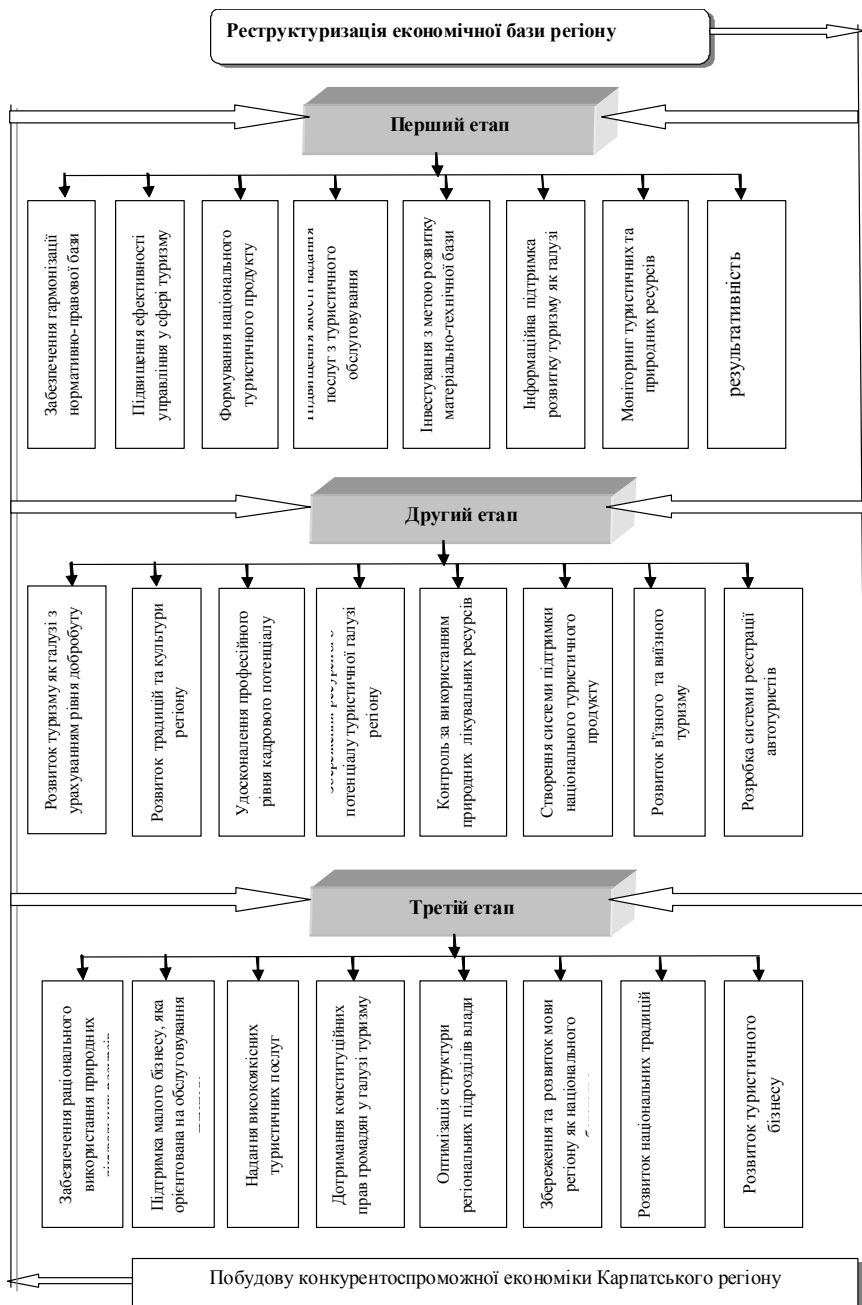 Реструктуризація економічної бази регіону
Перший етап
Забезпечення гармонізації
нормативно-правової бази
Підвищення ефективності
управління у сфері туризму
Формування національного
туристичного продукту
Підвищення якості надання
послуг з туристичного
обслуговування
Інвестування з метою розвитку
матеріально-технічної бази
Інформаційна підтримка
розвитку туризму як галузі
Моніторинг туристичних та
природних ресурсів
результативність
Другий етап
Розвиток туризму як галузі з
урахуванням рівня добробуту
Розвиток традицій та культури
регіону
Удосконалення професійного
рівня кадрового потенціалу
Збереження ресурсного
потенціалу туристичної галузі
регіону
Контроль за використанням
природних лікувальних ресурсів
Створення системи підтримки
національного туристичного
продукту
Розвиток в'їзного та виїзного
туризму
Розробка системи реєстрації
автотуристів
Третій етап
Забезпечення раціонального
використання природних
Підтримка малого бізнесу, яка
орієнтована на обслуговування
Надання високоякісних
туристичних послуг
Дотримання конституційних
прав громадян у галузі туризму
Оптимізація структури
регіональних підрозділів влади
Збереження та розвиток мови
регіону як національного
Розвиток національних традицій
Розвиток туристичного
бізнесу
Побудову конкурентоспроможної економіки Карпатського регіону